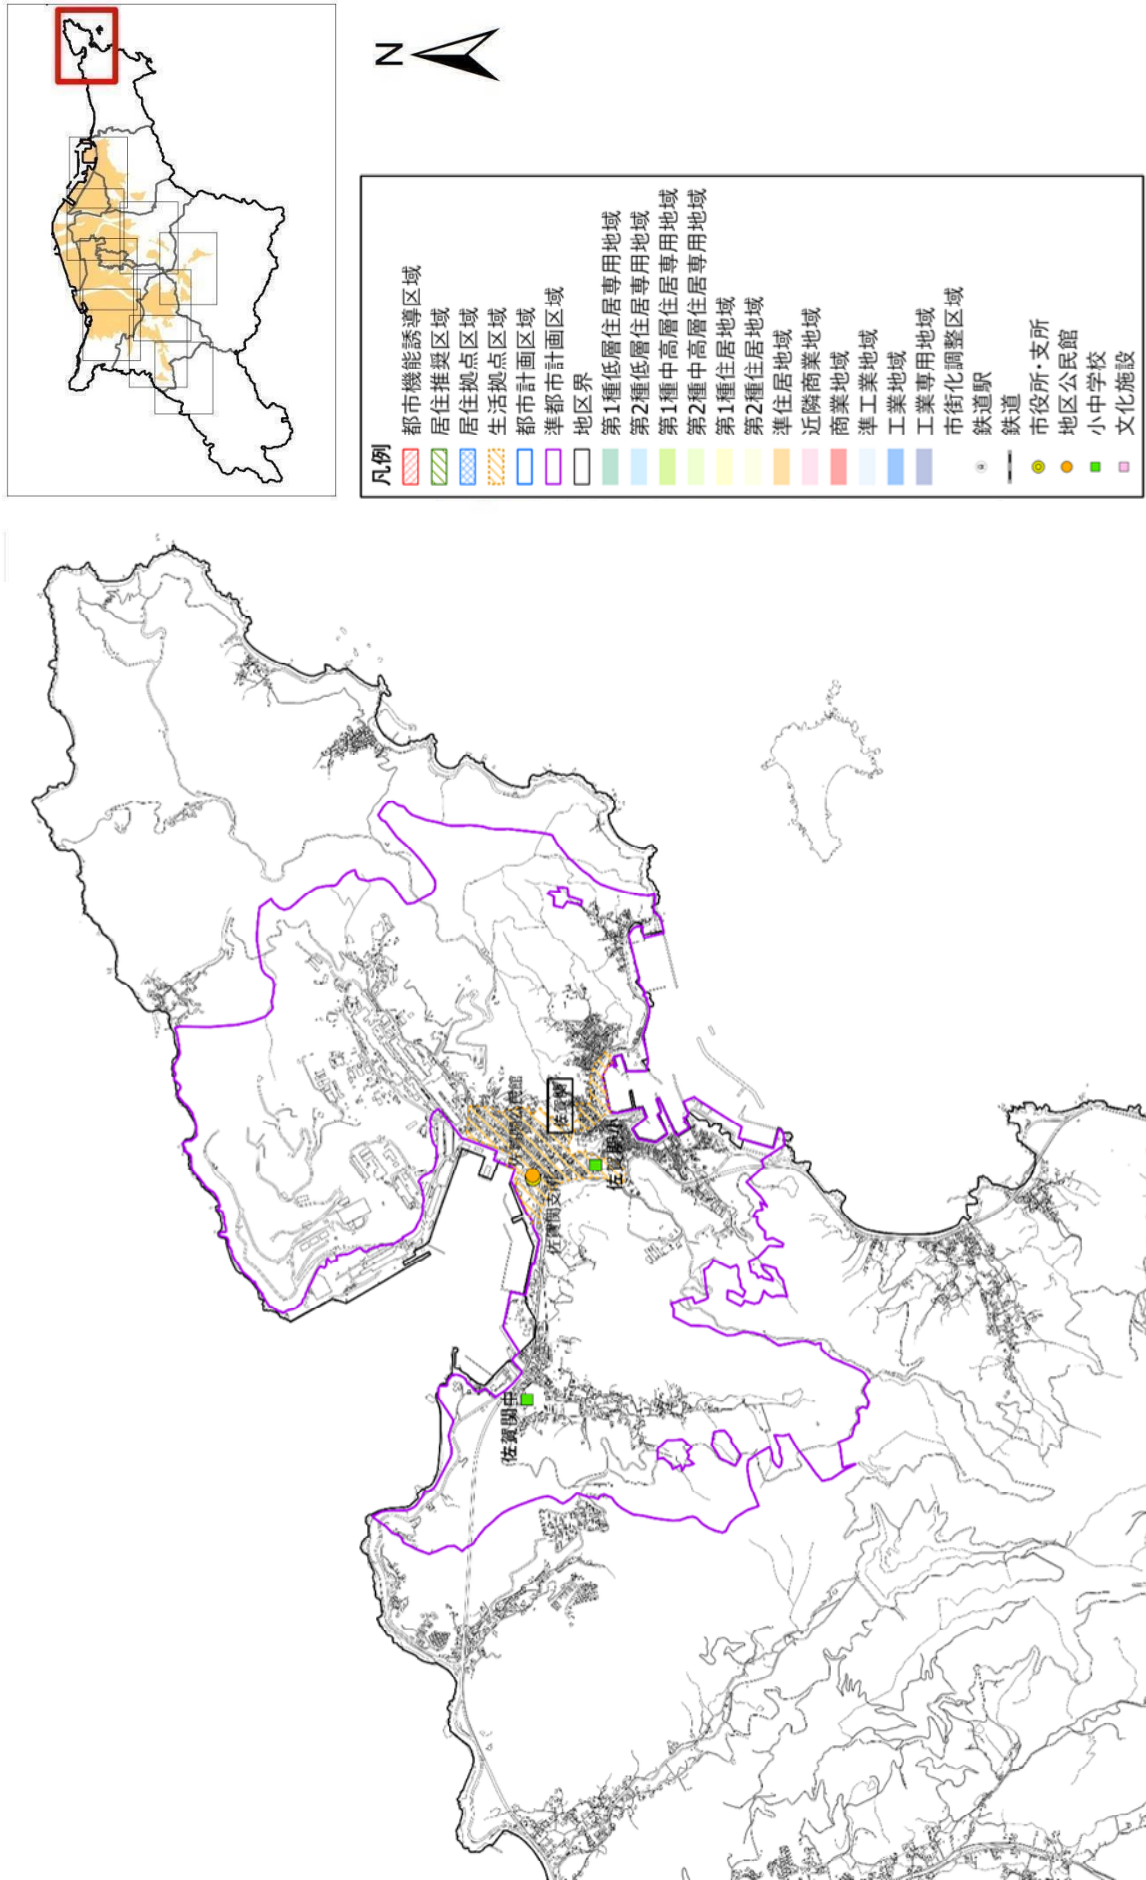 N
凡例
都市機能誘導区域
居住推奨区域
居住拠点区域
生活拠点区域
都市計画区域
準都市計画区域
地区界
第1種低層住居専用地域
第2種低層住居専用地域
第1種中高層住居専用地域
第2種中高層住居専用地域
第1種住居地域
第2種住居地域
準住居地域
近隣商業地域
商業地域
準工業地域
工業地域
工業専用地域
市街化調整区域
鉄道駅
鉄道
市役所・支所
地区公民館
小中学校
文化施設
佐賀関中
佐賀関支
佐賀関
佐賀関小